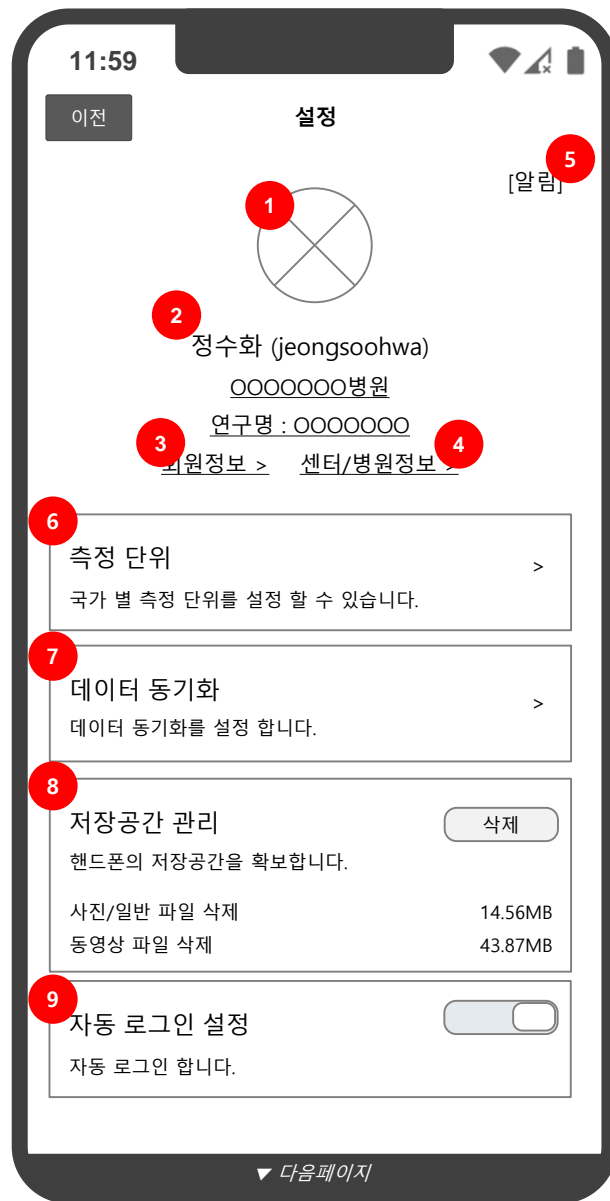 11:59
이전
설정
5
[알림]
1
2
정수화 (jeongsoohwa)
OOOOOOO병원
연구명 : OOOOOOO
3
4
회원정보 >
센터/병원정보 >
6
측정 단위
>
국가 별 측정 단위를 설정 할 수 있습니다.
7
데이터 동기화
>
데이터 동기화를 설정 합니다.
8
저장공간 관리
삭제
핸드폰의 저장공간을 확보합니다.
사진/일반 파일 삭제
14.56MB
동영상 파일 삭제
43.87MB
9
자동 로그인 설정
자동 로그인 합니다.
▼ 다음페이지